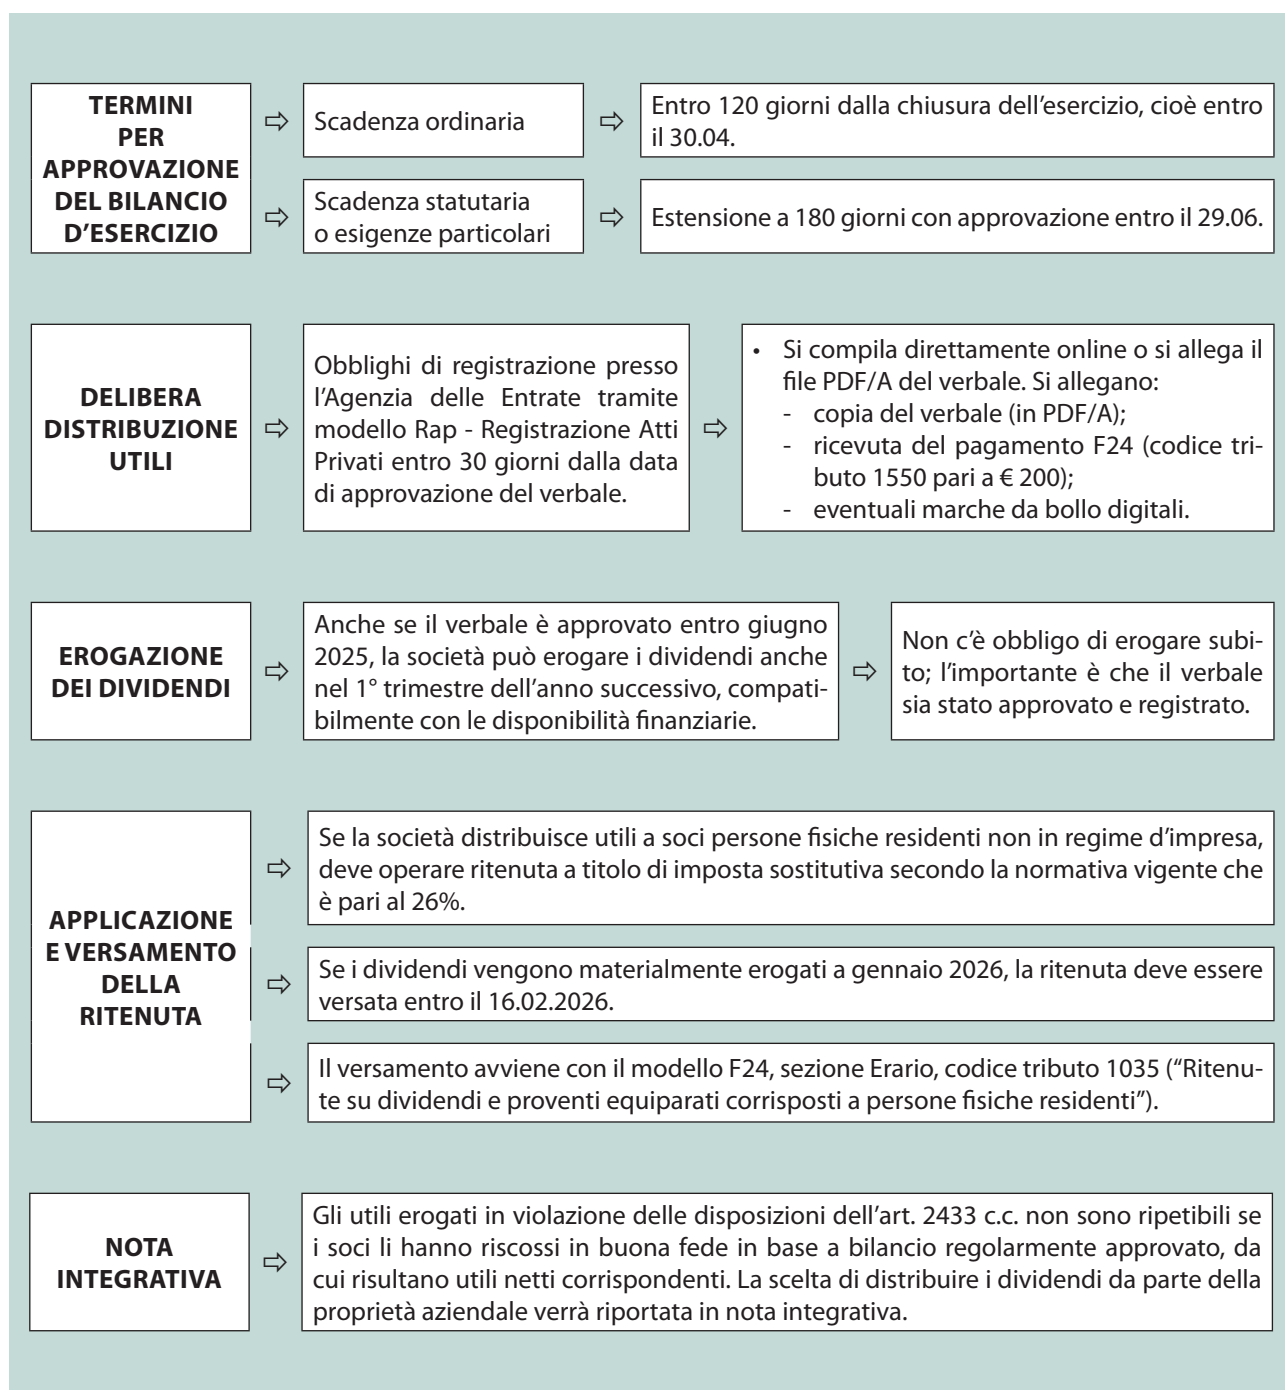 TERMINI
PER
APPROVAZIONE
DEL BILANCIO
D'ESERCIZIO
⇨
Scadenza ordinaria
⇨
Entro 120 giorni dalla chiusura dell'esercizio, cioè entro
il 30.04.
⇨
Scadenza statutaria
o esigenze particolari
⇨
Estensione a 180 giorni con approvazione entro il 29.06.
DELIBERA
DISTRIBUZIONE
UTILI
⇨
Obblighi di registrazione presso
l'Agenzia delle Entrate tramite
modello Rap - Registrazione Atti
Privati entro 30 giorni dalla data
di approvazione del verbale.
⇨
• Si compila direttamente online o si allega il
file PDF/A del verbale. Si allegano:
- copia del verbale (in PDF/A);
- ricevuta del pagamento F24 (codice tri-
buto 1550 pari a € 200);
- eventuali marche da bollo digitali.
EROGAZIONE
DEI DIVIDENDI
⇨
Anche se il verbale è approvato entro giugno
2025, la società può erogare i dividendi anche
nel 1° trimestre dell'anno successivo, compati-
bilmente con le disponibilità finanziarie.
⇨
Non c'è obbligo di erogare subi-
to; l'importante è che il verbale
sia stato approvato e registrato.
APPLICAZIONE
E VERSAMENTO
DELLA
RITENUTA
⇨
Se la società distribuisce utili a soci persone fisiche residenti non in regime d'impresa,
deve operare ritenuta a titolo di imposta sostitutiva secondo la normativa vigente che
è pari al 26%.
⇨
Se i dividendi vengono materialmente erogati a gennaio 2026, la ritenuta deve essere
versata entro il 16.02.2026.
⇨
Il versamento avviene con il modello F24, sezione Erario, codice tributo 1035 ("Ritenu-
te su dividendi e proventi equiparati corrisposti a persone fisiche residenti").
NOTA
INTEGRATIVA
⇨
Gli utili erogati in violazione delle disposizioni dell'art. 2433 c.c. non sono ripetibili se
i soci li hanno riscossi in buona fede in base a bilancio regolarmente approvato, da
cui risultano utili netti corrispondenti. La scelta di distribuire i dividendi da parte della
proprietà aziendale verrà riportata in nota integrativa.